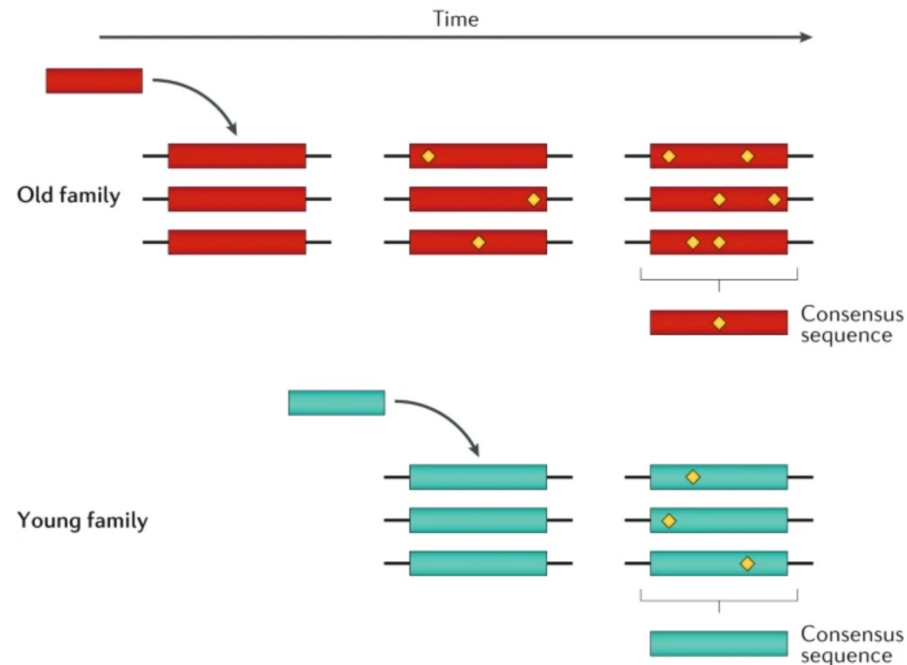 Time
Old family
Consensus
sequence
Young family
Consensus
sequence